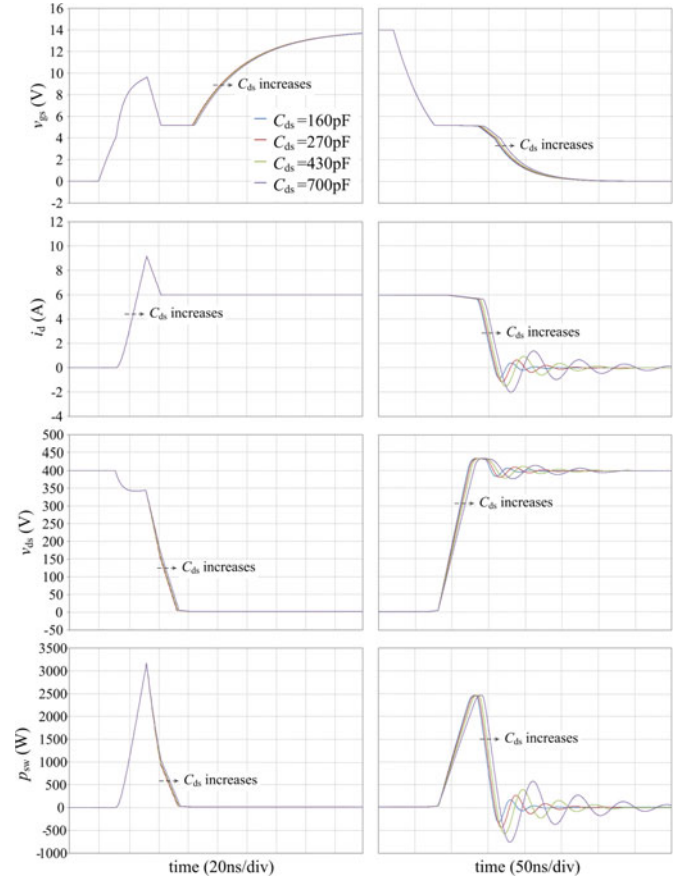 16
14
12
10
8
6
4
2
0
-2
v_gs (V)
C_ds increases
C_ds =160pF
C_ds =270pF
C_ds =430pF
C_ds =700pF
C_ds increases
12
10
8
6
4
2
0
-2
-4
i_d (A)
C_ds increases
C_ds increases
500
450
400
350
300
250
200
150
100
50
0
-50
v_ds (V)
C_ds increases
C_ds increases
3500
3000
2500
2000
1500
1000
500
0
-500
-1000
p_sw (W)
C_ds increases
C_ds increases
time (20ns/div)
time (50ns/div)